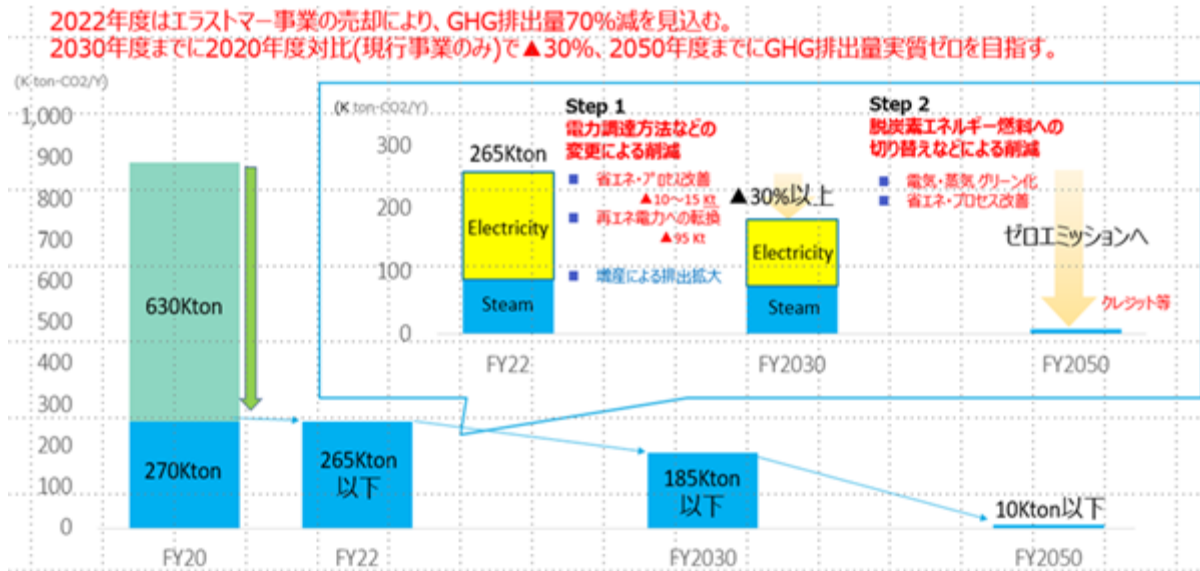 2022年度はエラストマー事業の売却により、GHG排出量70%減を見込む。
2030年度までに2020年度対比(現行事業のみ)で▲30%、2050年度までにGHG排出量実質ゼロを目指す。
(K ton-CO2/Y)
1,000
900
800
700
600
500
400
300
200
100
0
630Kton
270Kton
265Kton
以下
185Kton
以下
10Kton以下
FY20
FY22
FY2030
FY2050
(K ton-CO2/Y)
300
200
100
0
265Kton
Electricity
Steam
FY22
Step 1
電力調達方法などの
変更による削減
■ 省エネ・プロセス改善
▲10～15 Kt
■ 再エネ電力への転換
▲95 Kt
■ 増産による排出拡大
▲30%以上
Electricity
Steam
FY2030
Step 2
脱炭素エネルギー燃料への
切り替えなどによる削減
■ 電気・蒸気 グリーン化
■ 省エネ・プロセス改善
ゼロエミッションへ
クレジット等
FY2050